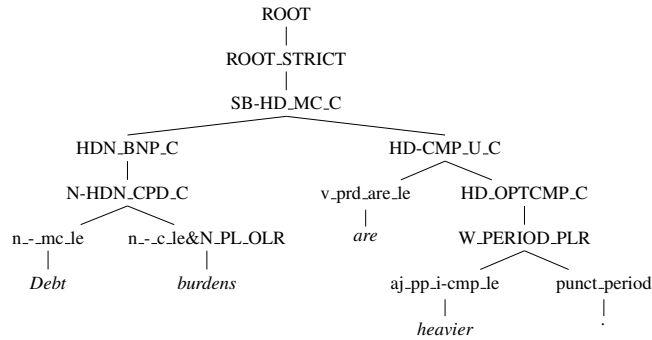 ROOT
ROOT_STRICT
SB-HD_MC_C
HDN_BNP_C HD-CMP_U_C
N-HDN_CPD_C v_prd_are_le HD_OPTCMP_C
n_-_mc_le n_-_c_le&N_PL_OLR are W_PERIOD_PLR
Debt burdens aj_pp_i-cmp_le punct_period
heavier .